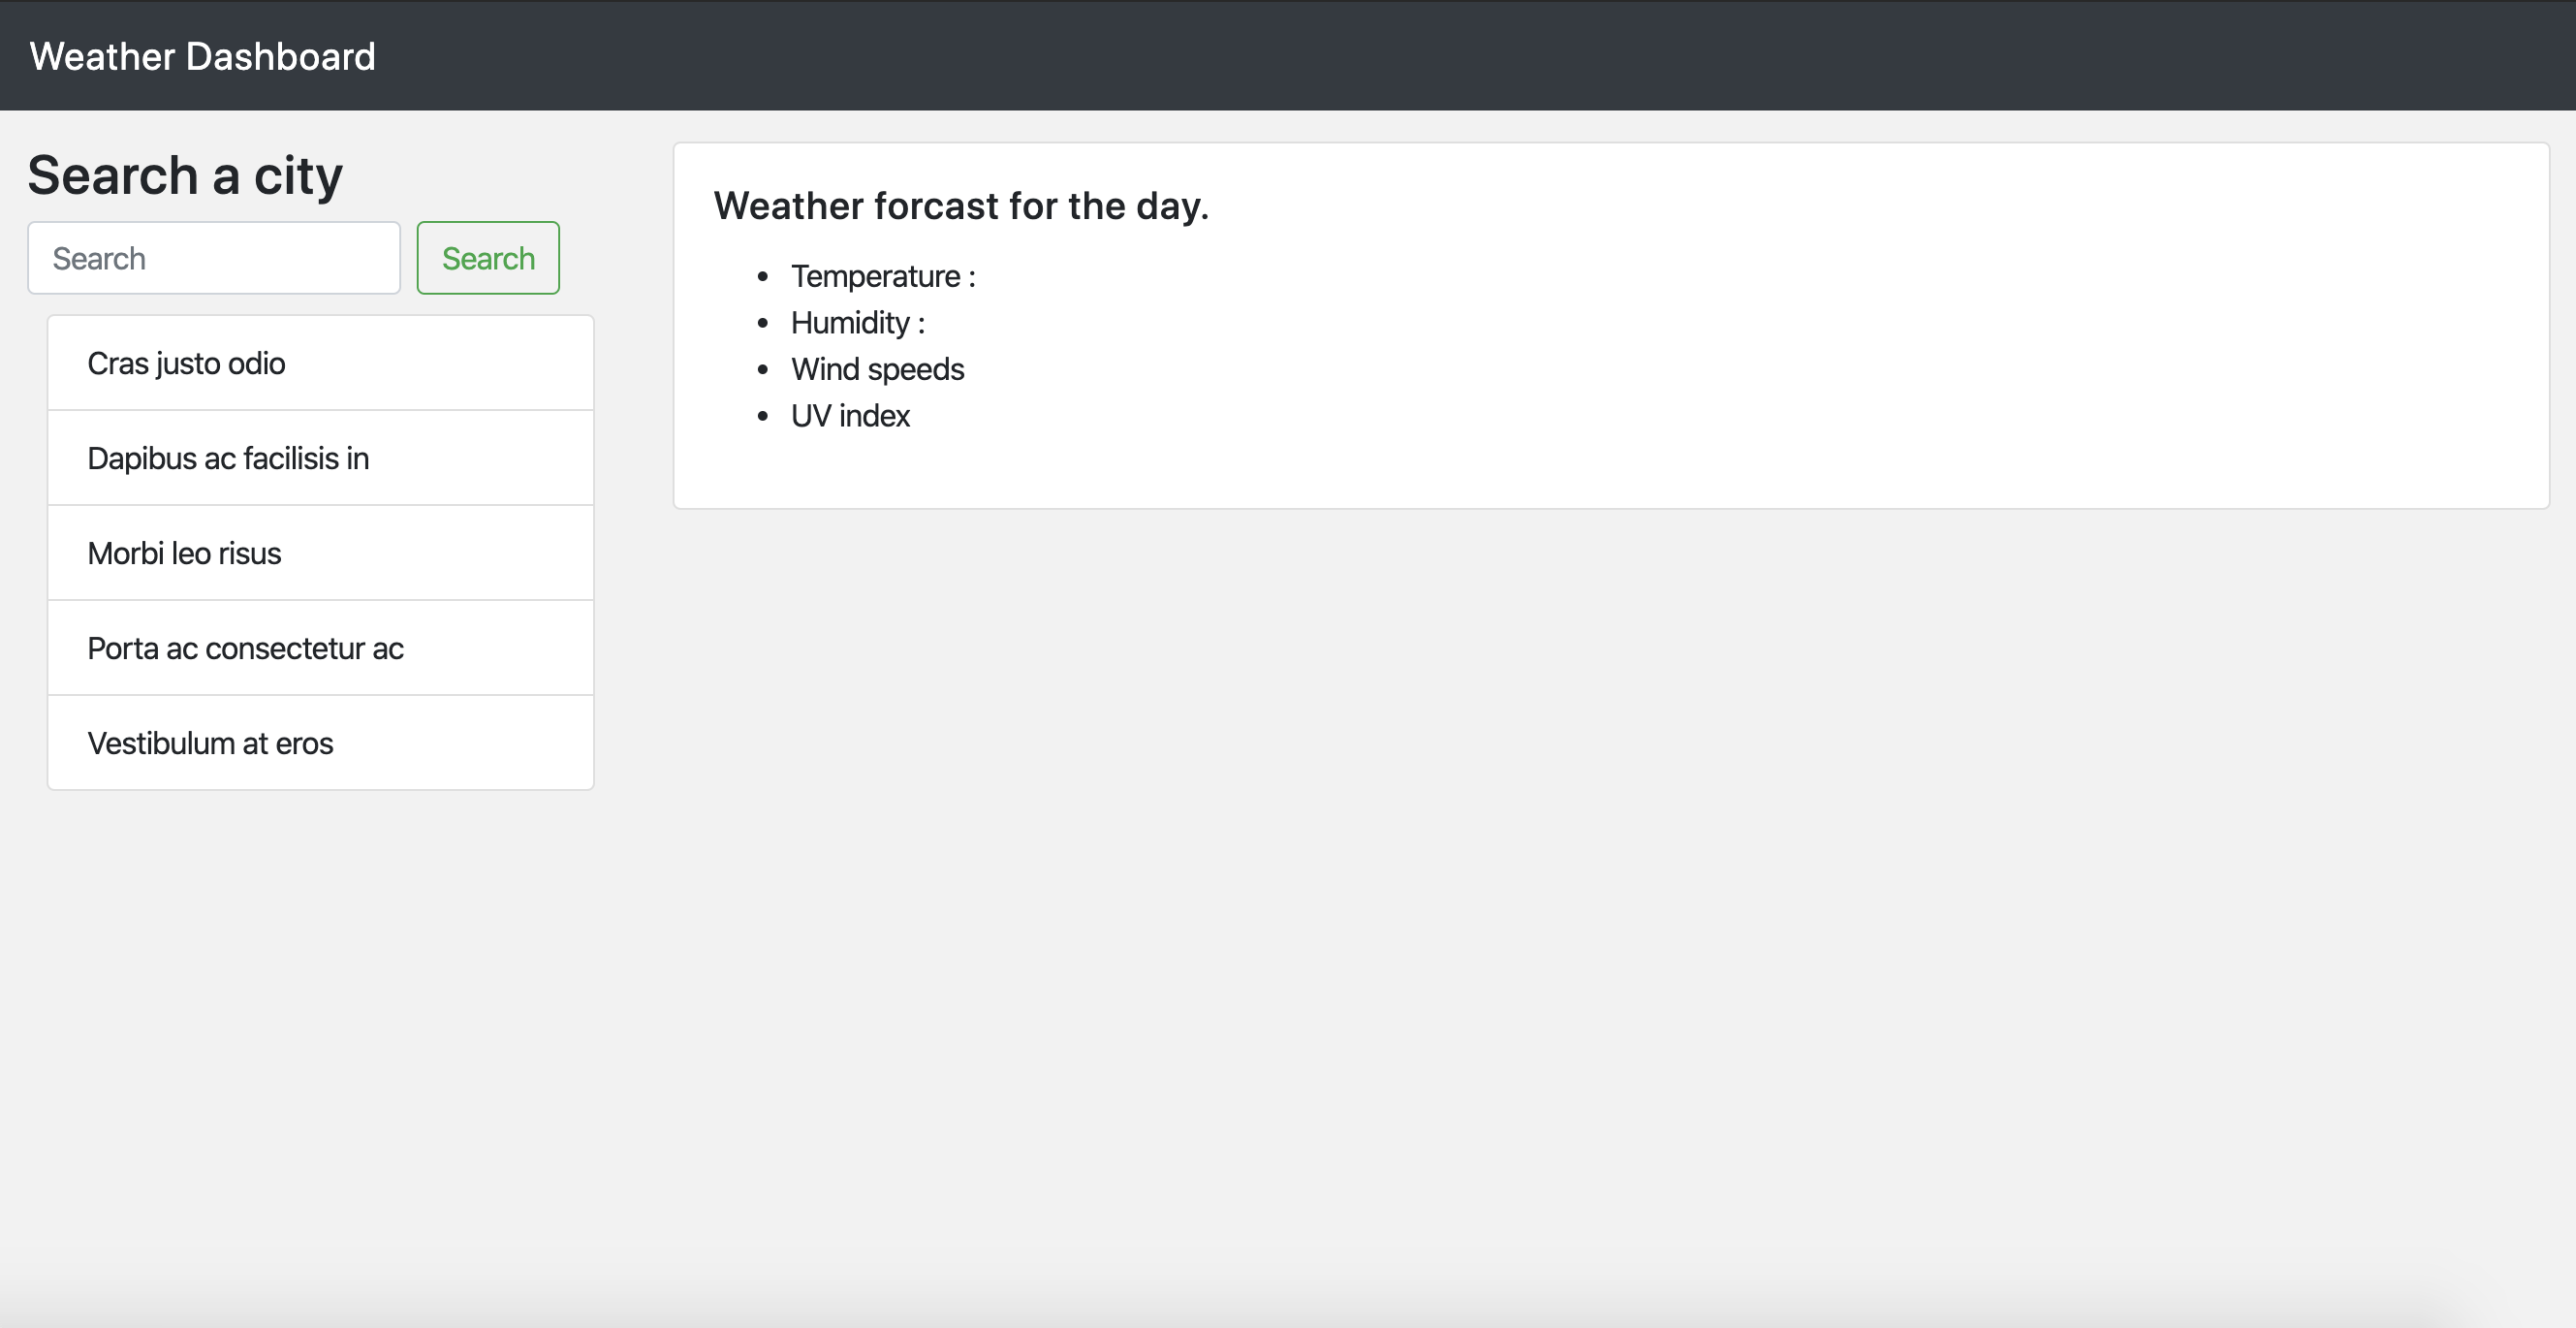 Weather Dashboard
Search a city
Search Search
Cras justo odio
Dapibus ac facilisis in
Morbi leo risus
Porta ac consectetur ac
Vestibulum at eros
Weather forcast for the day.
• Temperature :
• Humidity :
• Wind speeds
• UV index